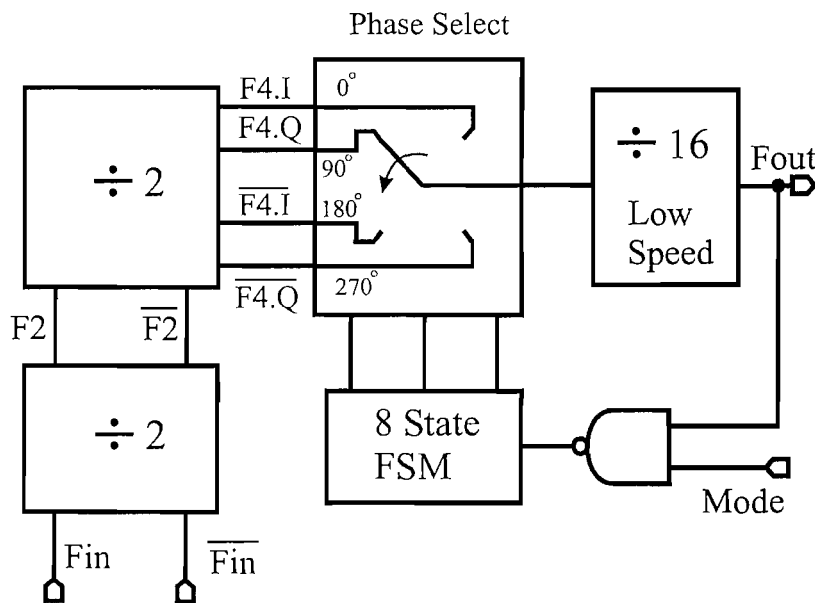 Phase Select
F4.I
0°
F4.Q
90°
÷ 2
F4.I
180°
F4.Q
270°
÷ 16
Low
Speed
Fout
F2
F2
÷ 2
8 State
FSM
Mode
Fin
Fin